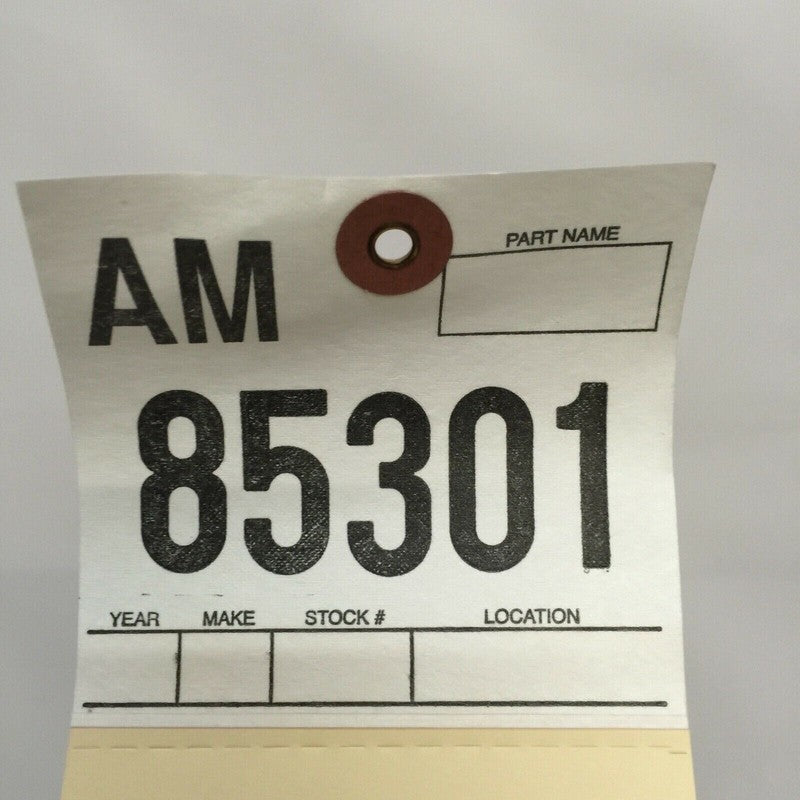 AM
PART NAME
85301
YEAR MAKE STOCK # LOCATION